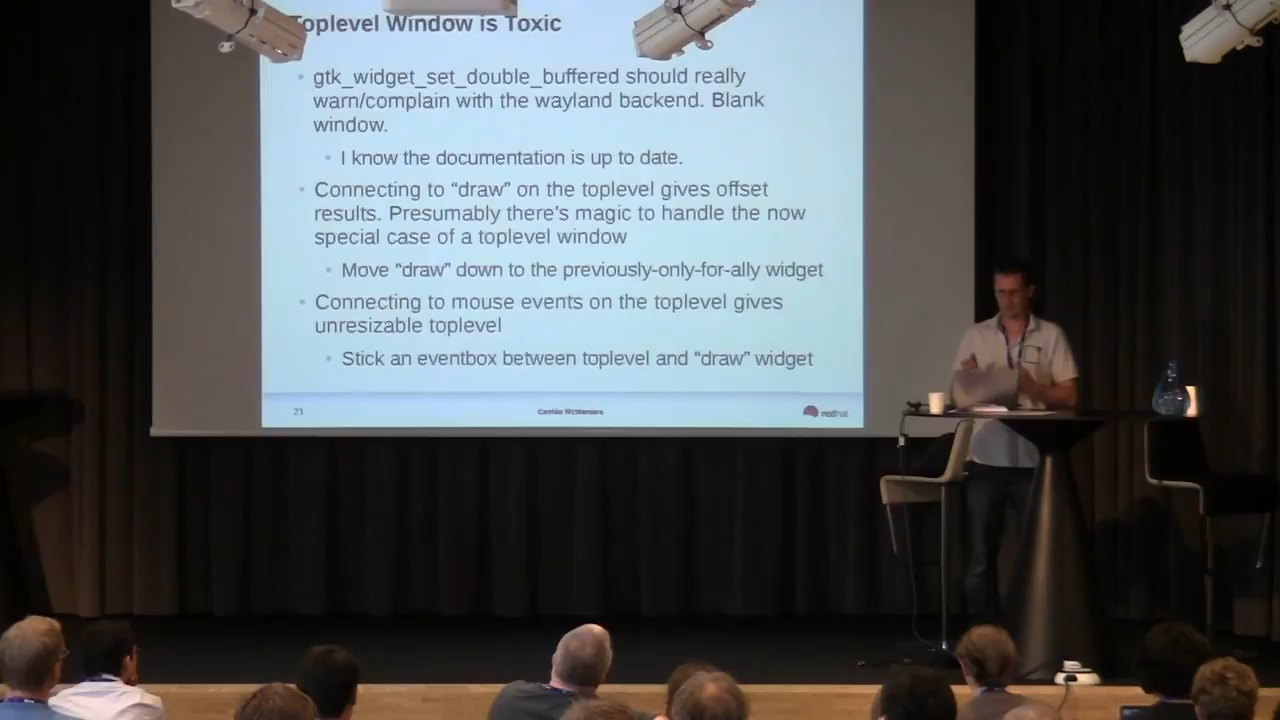 Toplevel Window is Toxic
gtk_widget_set_double_buffered should really
warn/complain with the wayland backend. Blank
window.
I know the documentation is up to date.
Connecting to “draw” on the toplevel gives offset
results. Presumably there's magic to handle the now
special case of a toplevel window
Move “draw” down to the previously-only-for-ally widget
Connecting to mouse events on the toplevel gives
unresizable toplevel
Stick an eventbox between toplevel and “draw” widget
21
Caolán McNamara
redhat